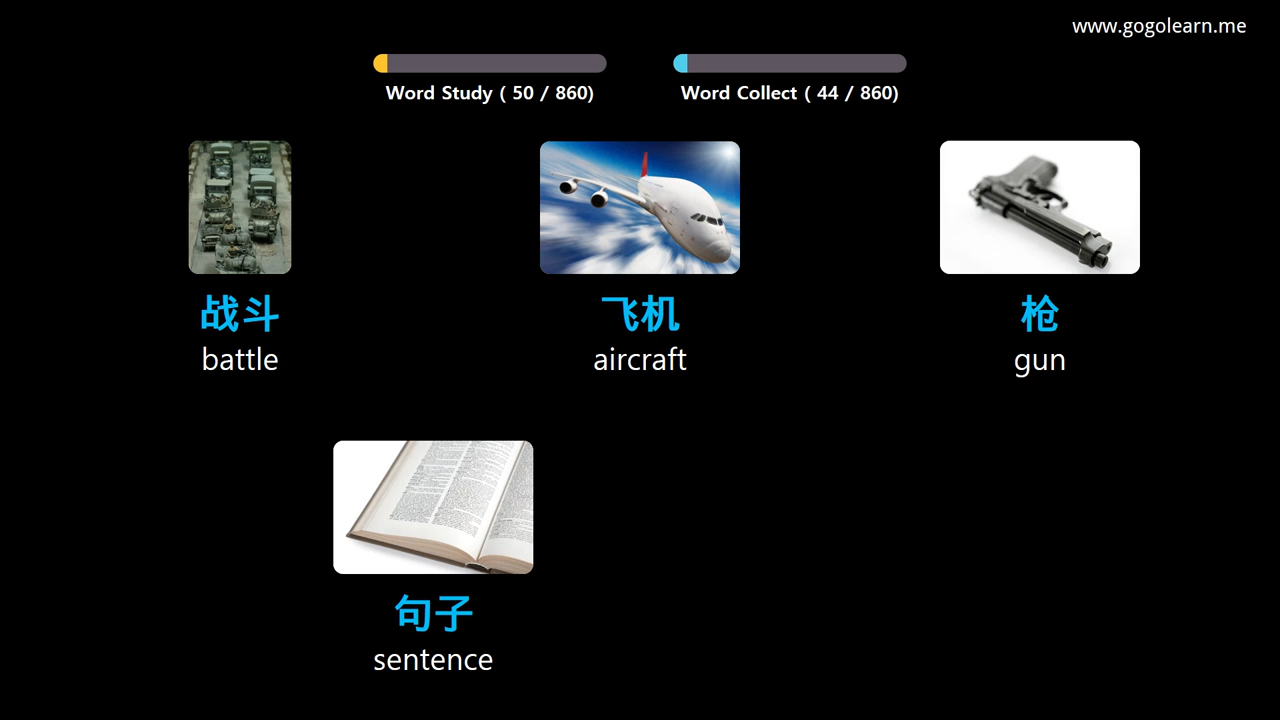 www.gogolearn.me
Word Study ( 50 / 860)
Word Collect ( 44 / 860)
战斗
battle
飞机
aircraft
枪
gun
句子
sentence